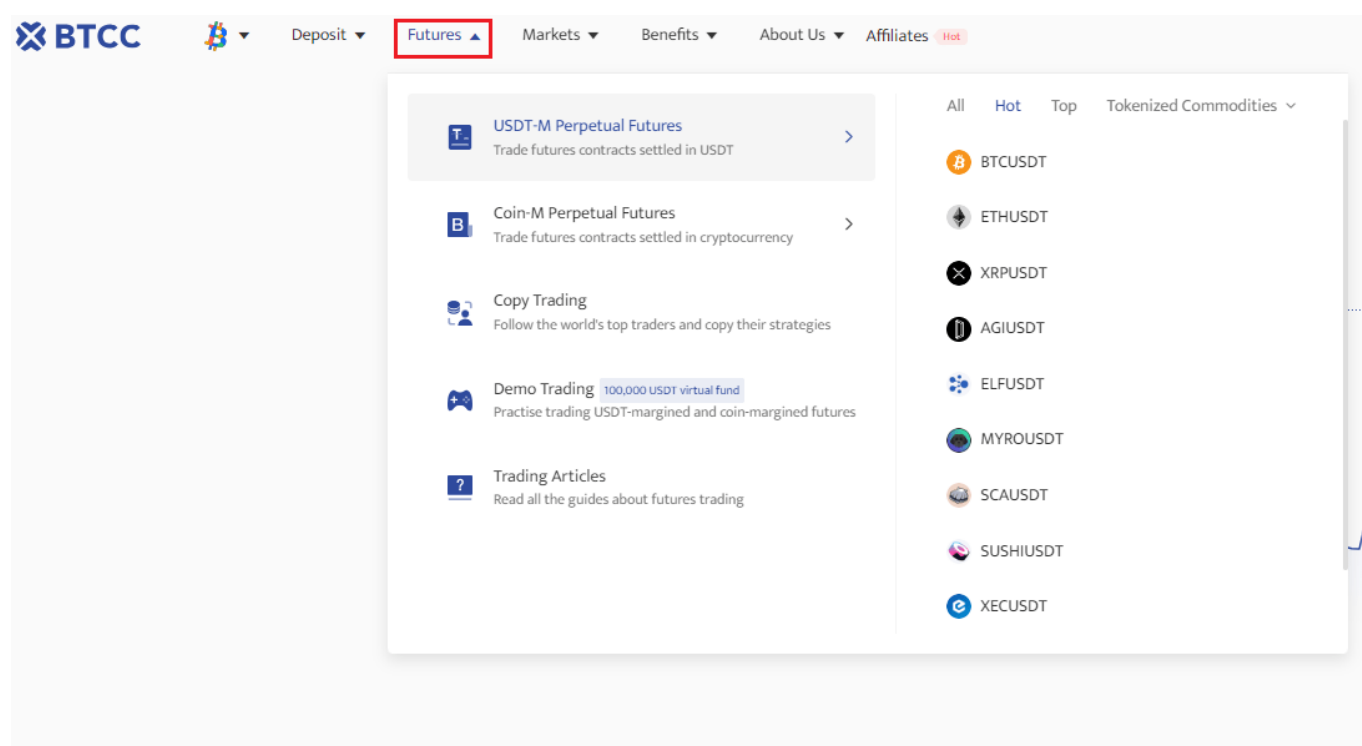 BTCC
Deposit
Futures
Markets
Benefits
About Us
Affiliates
Hot
USDT-M Perpetual Futures
Trade futures contracts settled in USDT
Coin-M Perpetual Futures
Trade futures contracts settled in cryptocurrency
Copy Trading
Follow the world's top traders and copy their strategies
Demo Trading 100,000 USDT virtual fund
Practise trading USDT-margined and coin-margined futures
Trading Articles
Read all the guides about futures trading
All Hot Top Tokenized Commodities
BTCUSDT
ETHUSDT
XRPUSDT
AGIUSDT
ELFUSDT
MYROUSDT
SCAUSDT
SUSHIUSDT
XECUSDT